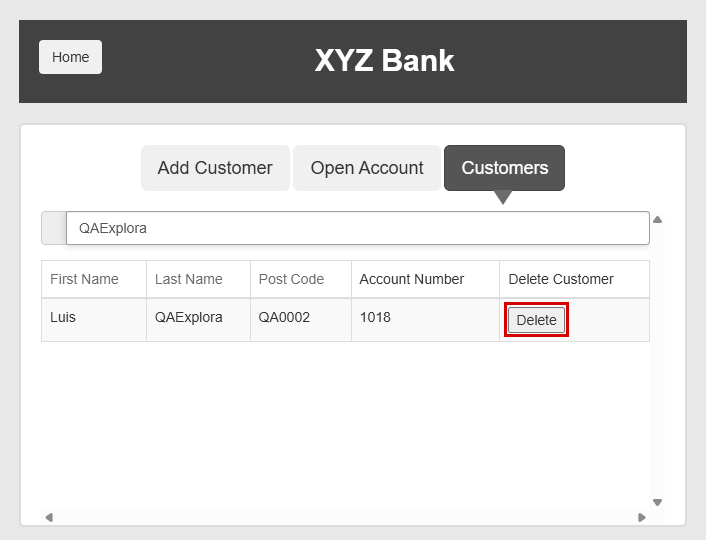 Home
XYZ Bank
Add Customer Open Account Customers
QAExplora
First Name Last Name Post Code Account Number Delete Customer
Luis QAExplora QA0002 1018 Delete